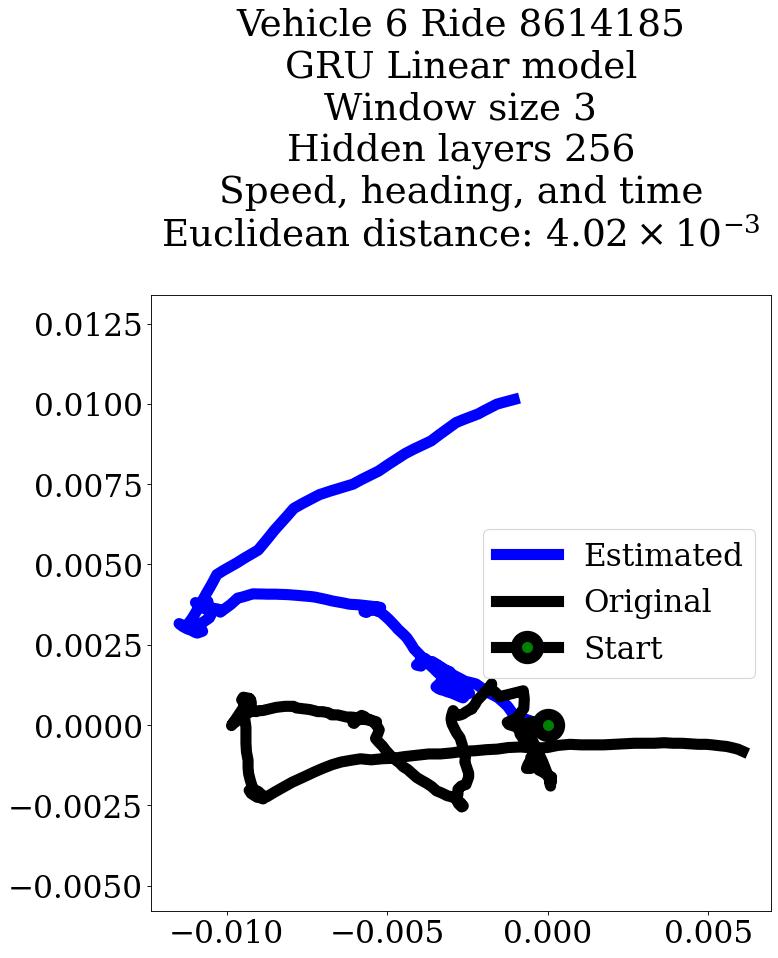 Vehicle 6 Ride 8614185
GRU Linear model
Window size 3
Hidden layers 256
Speed, heading, and time
Euclidean distance: 4.02 × 10⁻³
0.0125
0.0100
0.0075
0.0050
0.0025
0.0000
−0.0025
−0.0050
Estimated
Original
Start
−0.010
−0.005
0.000
0.005